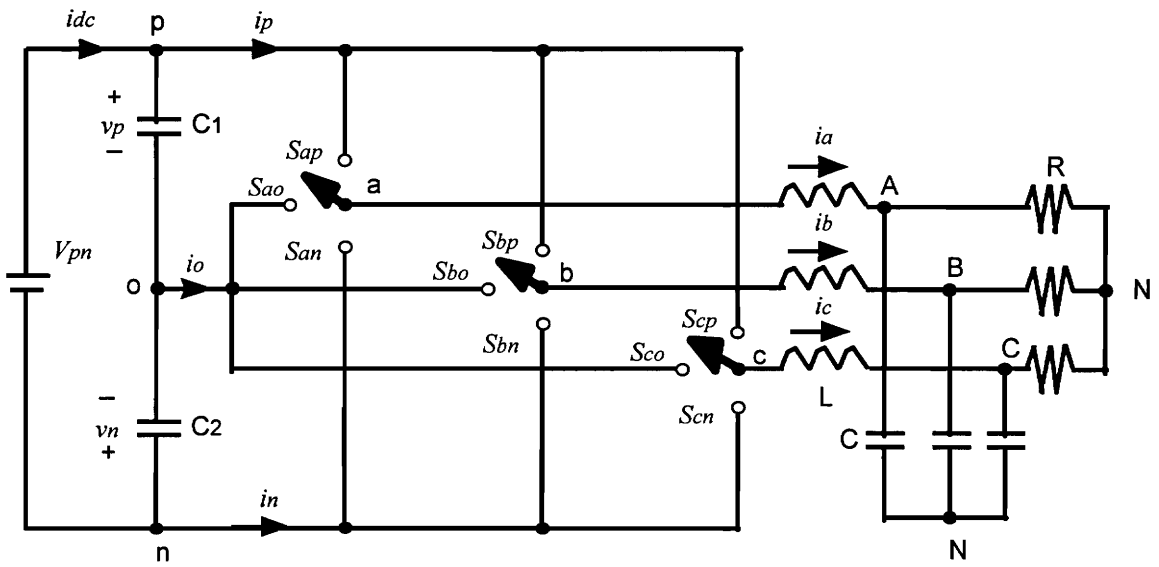 idc
p
ip
+
vp
−
C1
Sap
a
Sao
San
ia
A
R
Vpn
o
io
Sbp
b
Sbo
Sbn
ib
B
N
Scp
c
Sco
Scn
ic
C
L
−
vn
+
C2
C
in
n
N